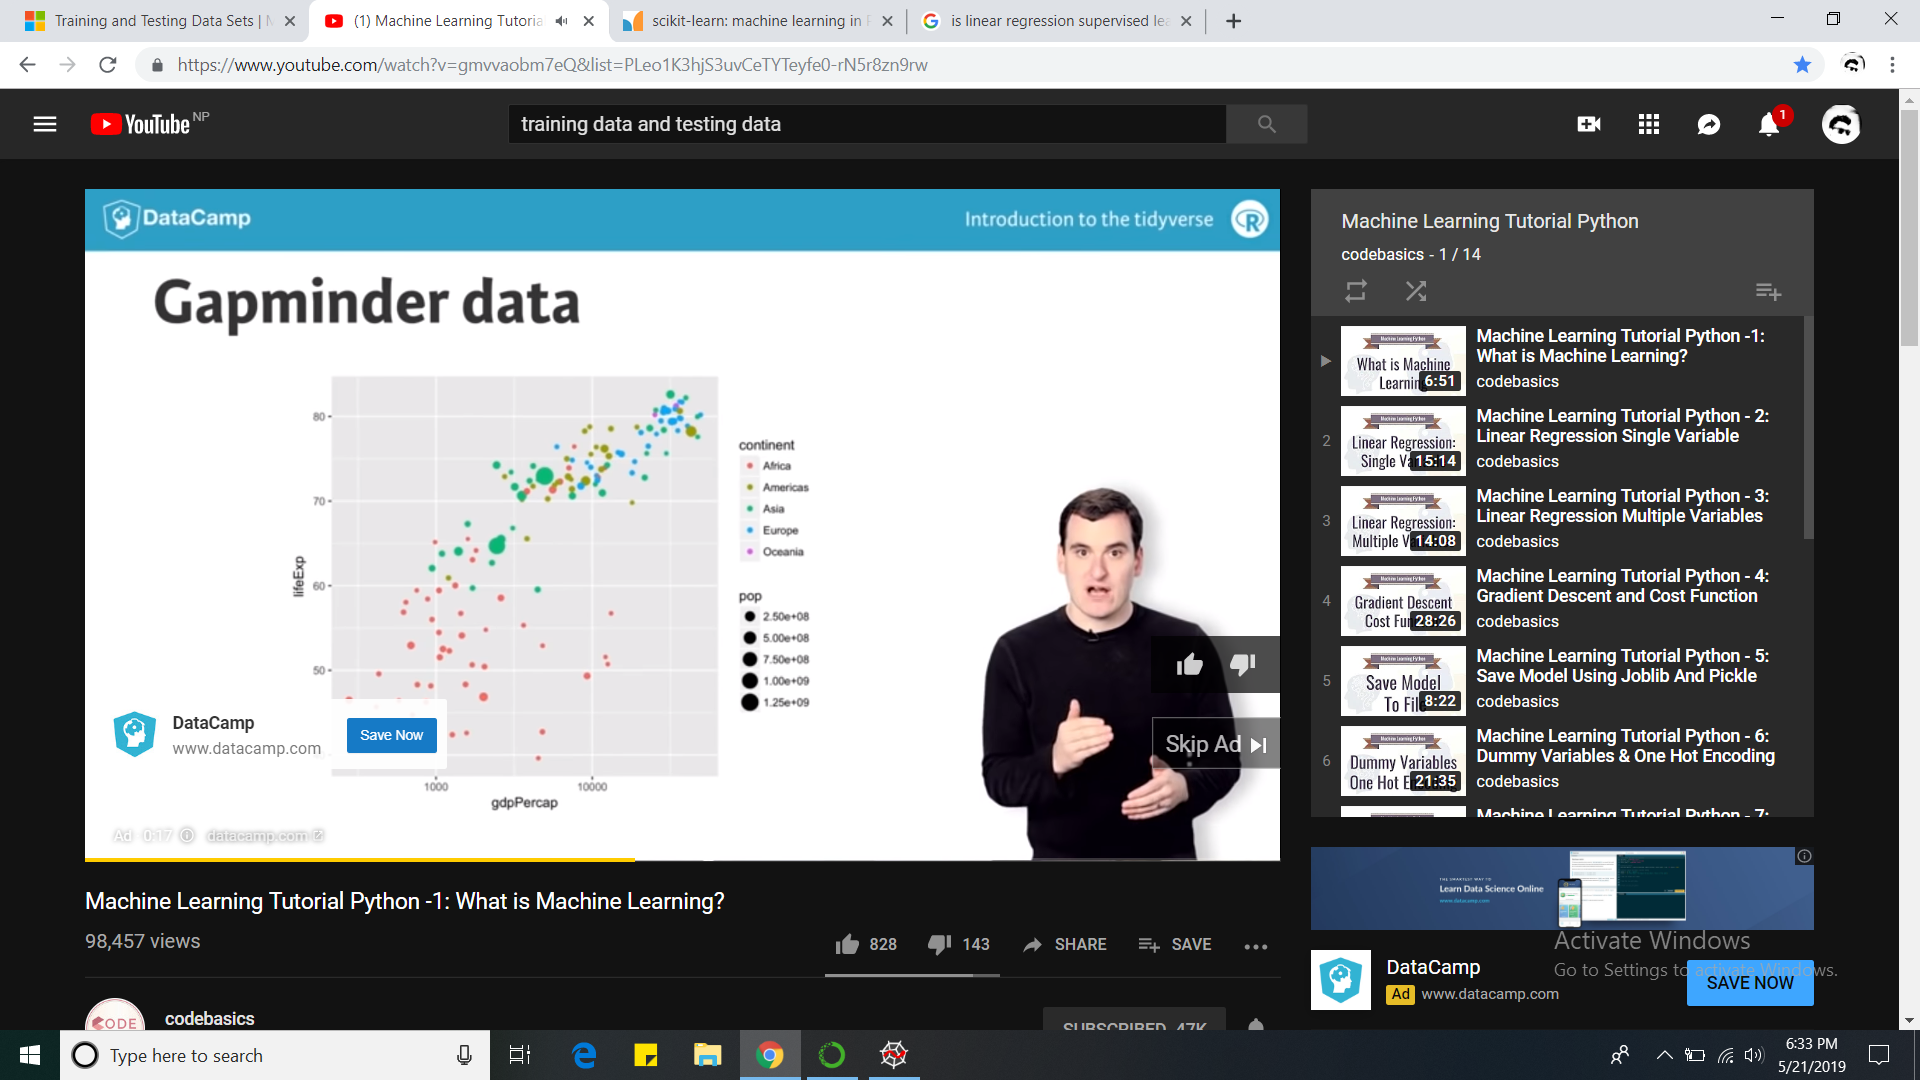 Training and Testing Data Sets | M
(1) Machine Learning Tutoria
scikit-learn: machine learning in P
is linear regression supervised lea
https://www.youtube.com/watch?v=gmvvaobm7eQ&list=PLeo1K3hjS3uvCeTYTeyfe0-rN5r8zn9rw
YouTube NP
training data and testing data
1
DataCamp
Introduction to the tidyverse
R
Gapminder data
80
70
60
50
lifeExp
1000
10000
gdpPercap
continent
Africa
Americas
Asia
Europe
Oceania
pop
2.50e+08
5.00e+08
7.50e+08
1.00e+09
1.25e+09
DataCamp
www.datacamp.com
Save Now
Skip Ad
Ad · 0:17
datacamp.com
Machine Learning Tutorial Python -1: What is Machine Learning?
98,457 views
828
143
SHARE
SAVE
CODE
codebasics
SUBSCRIBED 47K
Machine Learning Tutorial Python
codebasics - 1 / 14
What is Machine
Learnin
6:51
Machine Learning Tutorial Python -1:
What is Machine Learning?
codebasics
2
Linear Regression:
Single Va
15:14
Machine Learning Tutorial Python - 2:
Linear Regression Single Variable
codebasics
3
Linear Regression:
Multiple V
14:08
Machine Learning Tutorial Python - 3:
Linear Regression Multiple Variables
codebasics
4
Gradient Descent
Cost Fu
28:26
Machine Learning Tutorial Python - 4:
Gradient Descent and Cost Function
codebasics
5
Save Model
To Fil
8:22
Machine Learning Tutorial Python - 5:
Save Model Using Joblib And Pickle
codebasics
6
Dummy Variables
One Hot E
21:35
Machine Learning Tutorial Python - 6:
Dummy Variables & One Hot Encoding
codebasics
Machine Learning Tutorial Python - 7:
THE SMARTEST WAY TO
Learn Data Science Online
www.datacamp.com
DataCamp
Ad
www.datacamp.com
SAVE NOW
Activate Windows
Go to Settings to activate Windows.
Type here to search
6:33 PM
5/21/2019